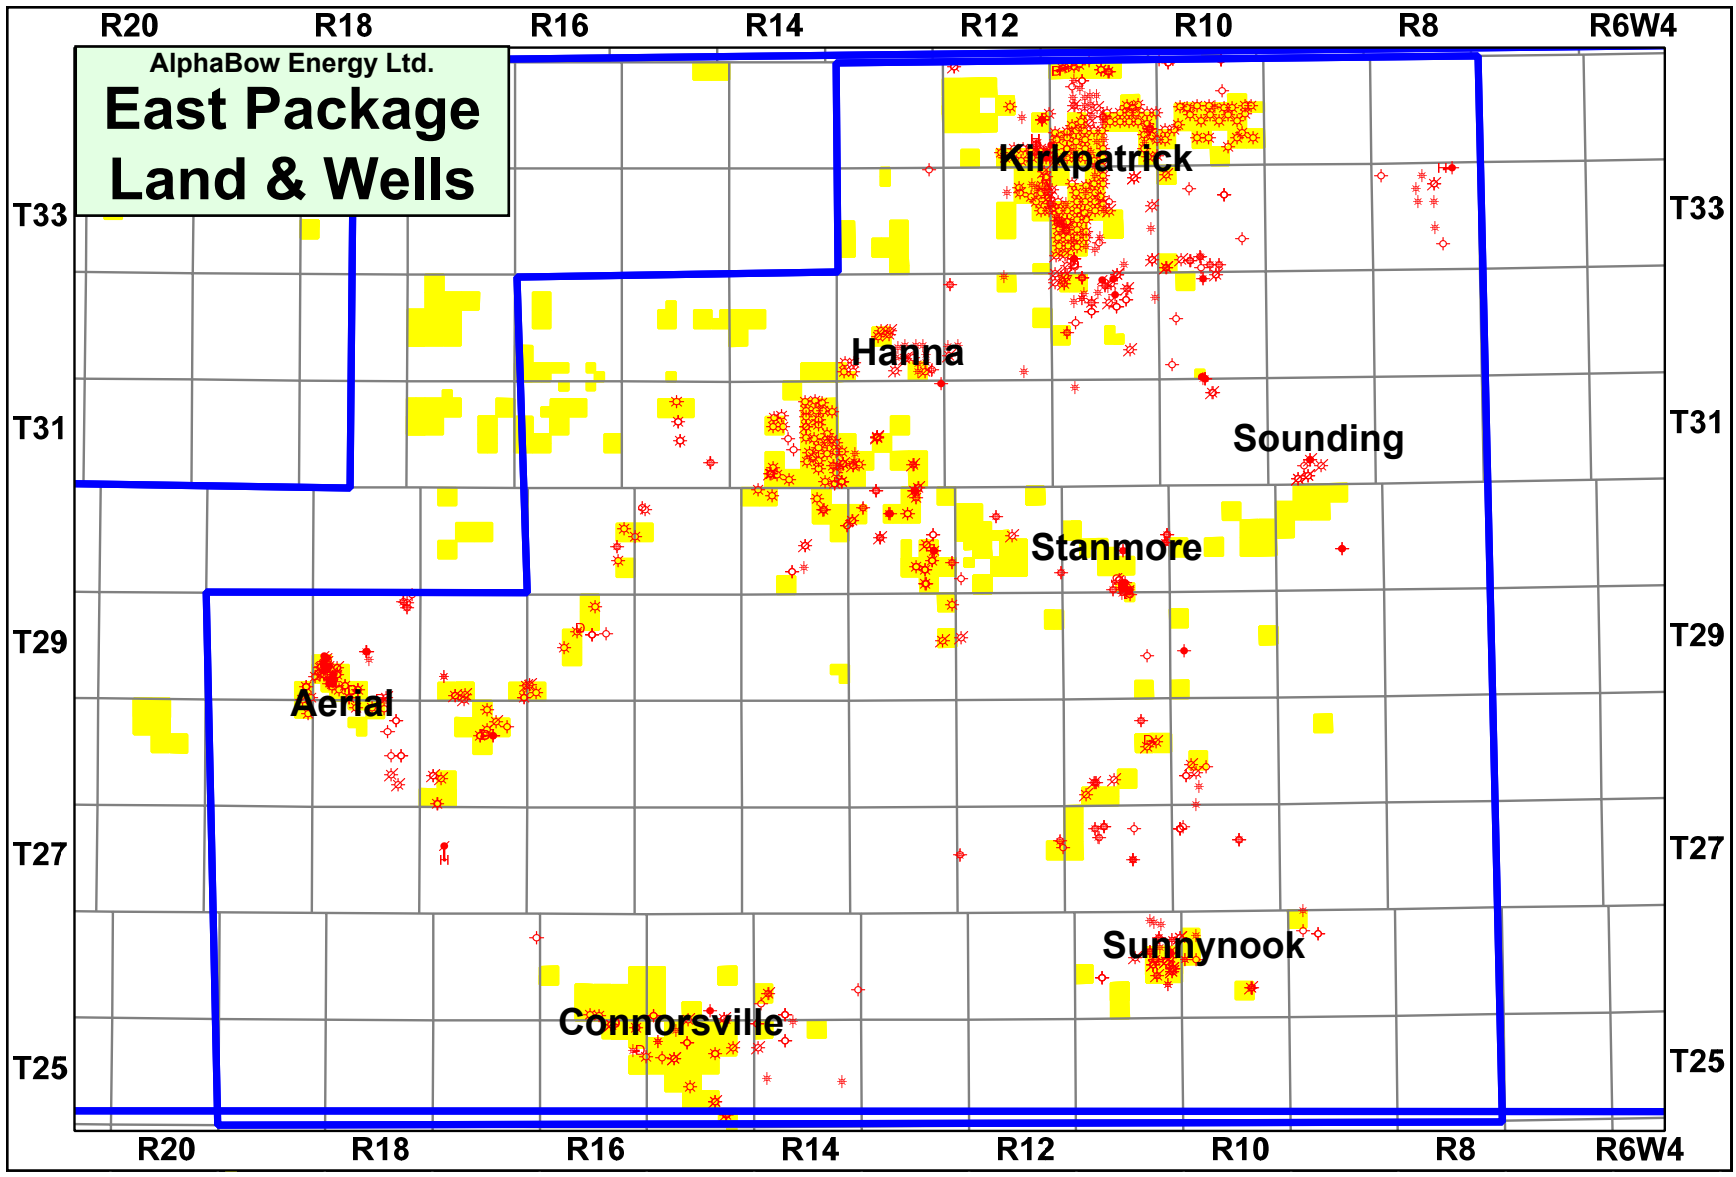 R20 R18 R16 R14 R12 R10 R8 R6W4
AlphaBow Energy Ltd.
East Package
Land & Wells
Kirkpatrick
T33 T33
Hanna
T31 T31
Sounding
Stanmore
T29 T29
Aerial
T27 T27
Sunnynook
Connorsville
T25 T25
R20 R18 R16 R14 R12 R10 R8 R6W4